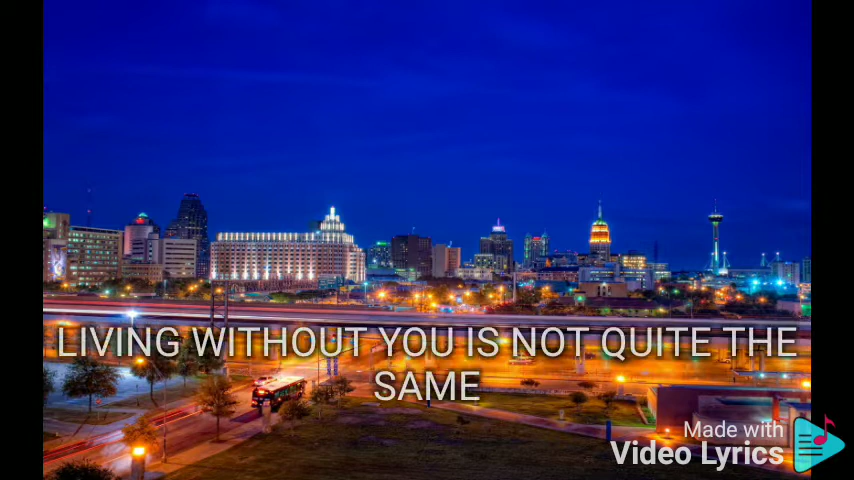 LIVING WITHOUT YOU IS NOT QUITE THE
SAME
Made with
Video Lyrics